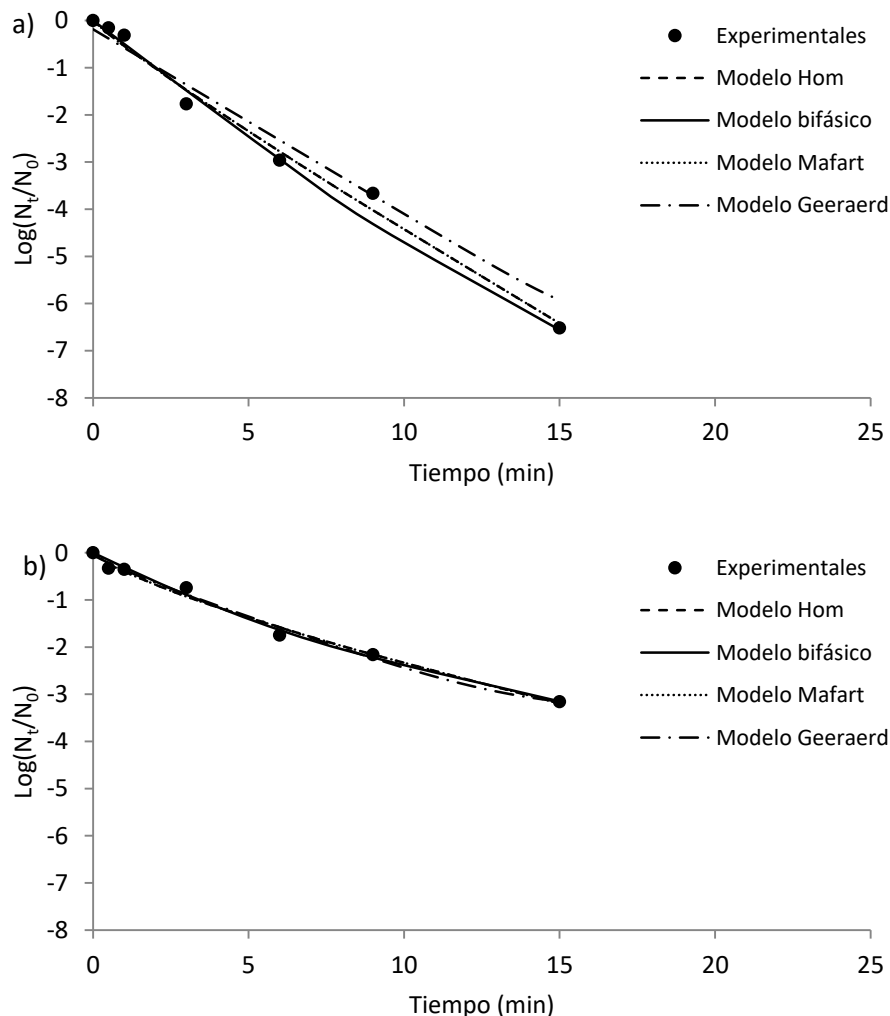 a)
Log(Nt/N0)
0
-1
-2
-3
-4
-5
-6
-7
-8
0 5 10 15 20 25
Tiempo (min)
Experimentales
Modelo Hom
Modelo bifásico
Modelo Mafart
Modelo Geeraerd
b)
Log(Nt/N0)
0
-1
-2
-3
-4
-5
-6
-7
-8
0 5 10 15 20 25
Tiempo (min)
Experimentales
Modelo Hom
Modelo bifásico
Modelo Mafart
Modelo Geeraerd